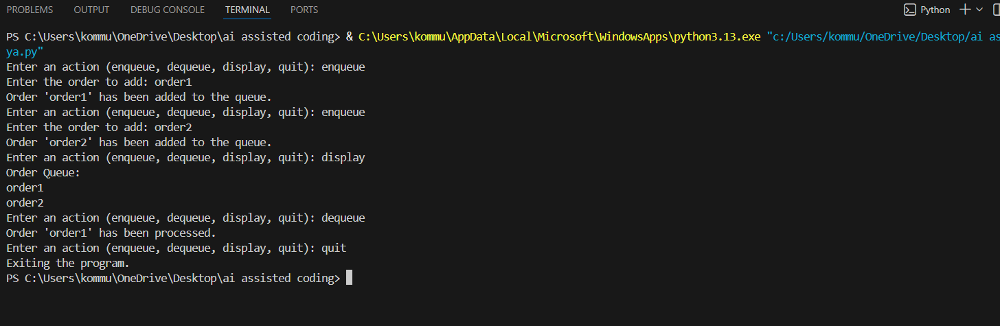 PROBLEMS OUTPUT DEBUG CONSOLE TERMINAL PORTS Python
PS C:\Users\kommu\OneDrive\Desktop\ai assisted coding> & C:\Users\kommu\AppData\Local\Microsoft\WindowsApps\python3.13.exe "c:/Users/kommu/OneDrive/Desktop/ai as
ya.py"
Enter an action (enqueue, dequeue, display, quit): enqueue
Enter the order to add: order1
Order 'order1' has been added to the queue.
Enter an action (enqueue, dequeue, display, quit): enqueue
Enter the order to add: order2
Order 'order2' has been added to the queue.
Enter an action (enqueue, dequeue, display, quit): display
Order Queue:
order1
order2
Enter an action (enqueue, dequeue, display, quit): dequeue
Order 'order1' has been processed.
Enter an action (enqueue, dequeue, display, quit): quit
Exiting the program.
PS C:\Users\kommu\OneDrive\Desktop\ai assisted coding>